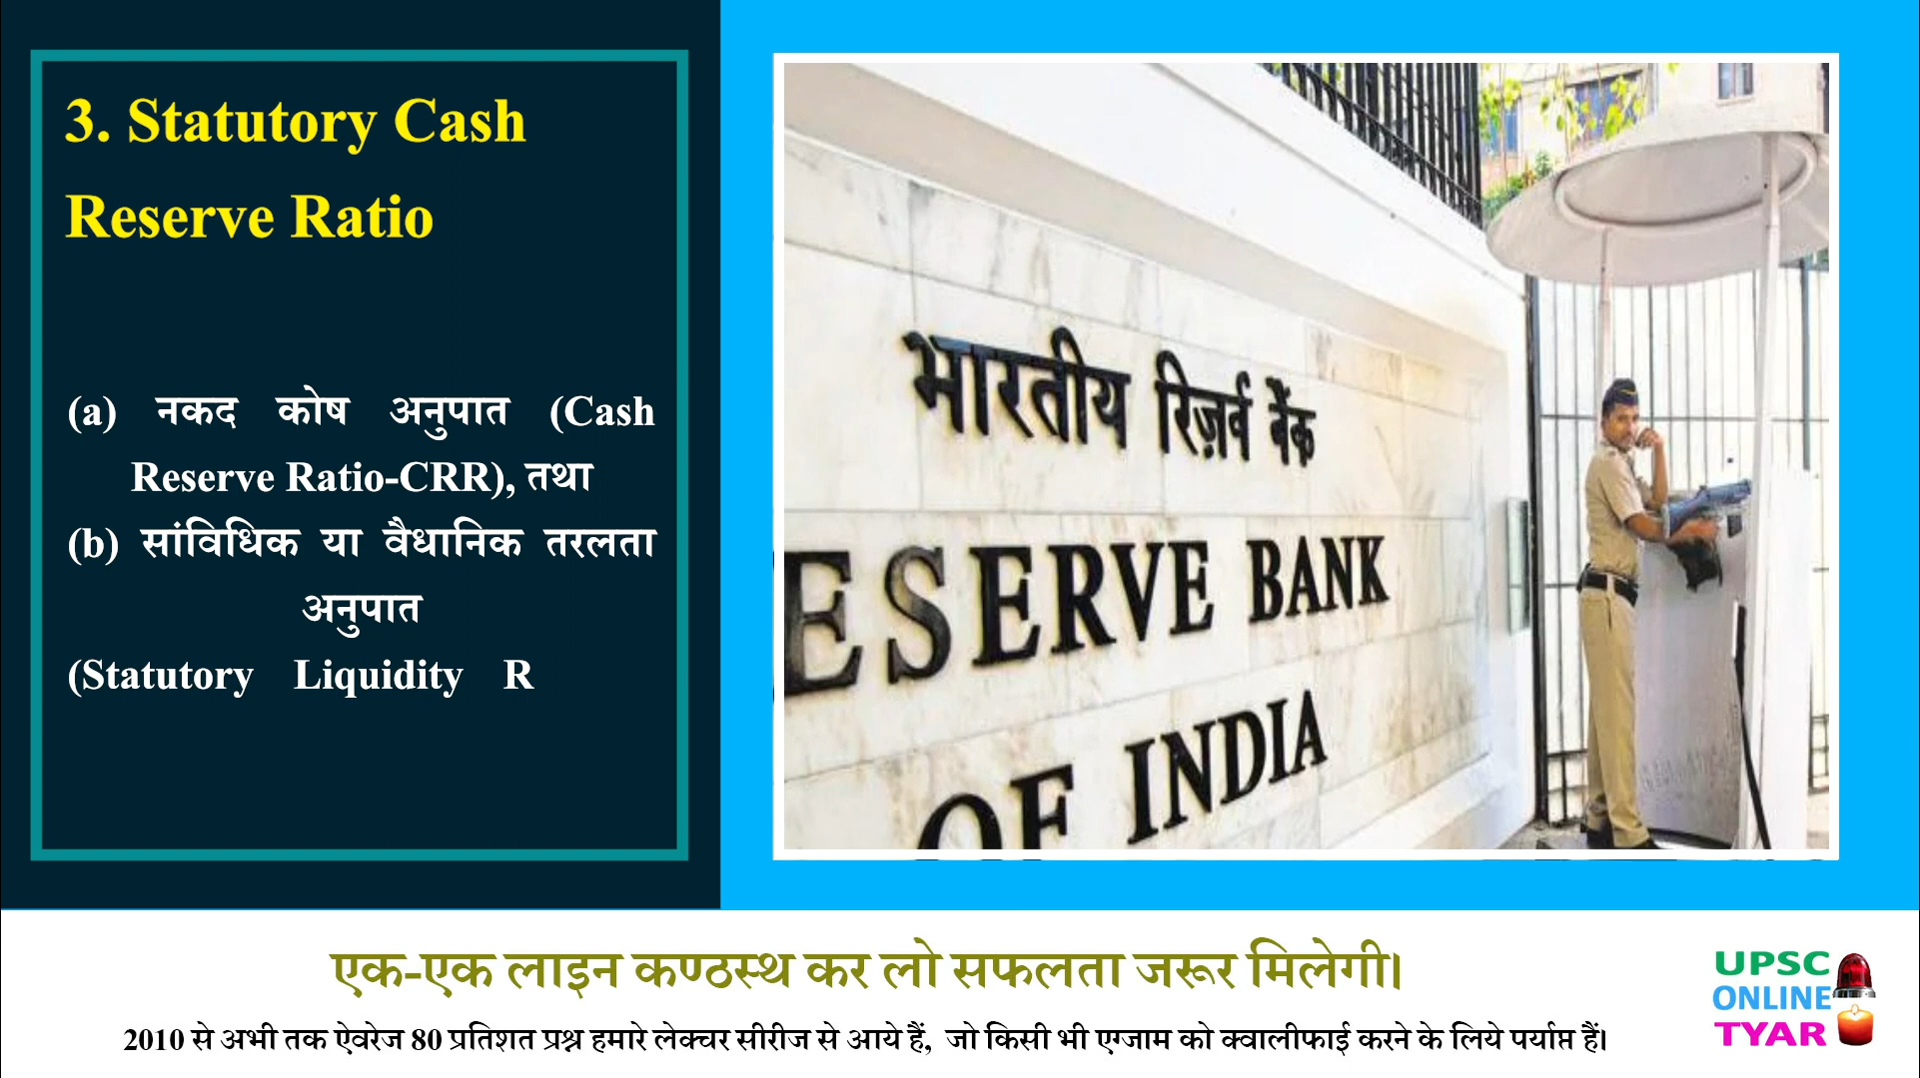 3. Statutory Cash
Reserve Ratio
(a) नकद कोष अनुपात (Cash
Reserve Ratio-CRR), तथा
(b) सांविधिक या वैधानिक तरलता
अनुपात
(Statutory Liquidity R
भारतीय रिज़र्व बैंक
ESERVE BANK
OF INDIA
एक-एक लाइन कण्ठस्थ कर लो सफलता जरूर मिलेगी।
2010 से अभी तक ऐवरेज 80 प्रतिशत प्रश्न हमारे लेक्चर सीरीज से आये हैं, जो किसी भी एग्जाम को क्वालीफाई करने के लिये पर्याप्त हैं।
UPSC
ONLINE
TYAR